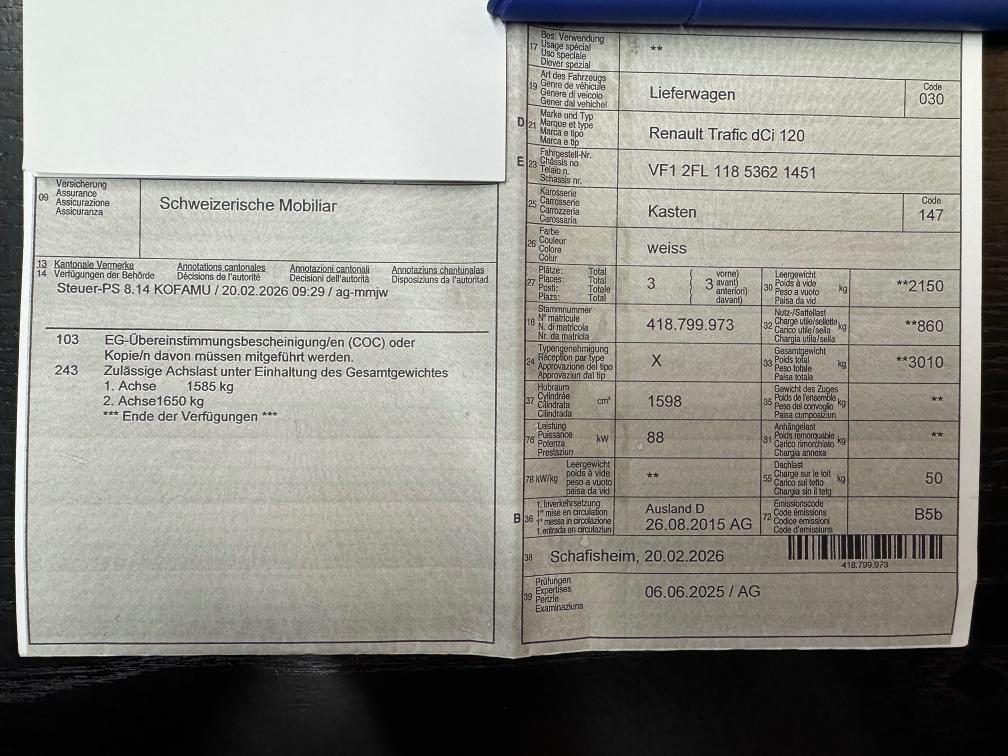 09 Versicherung
Assurance
Assicurazione
Assicuranza
Schweizerische Mobiliar
13 Kantonale Vermerke Annotations cantonales Annotazioni cantonali Annotaziuns chantunalas
14 Verfügungen der Behörde Décisions de l'autorité Decisioni dell'autorità Disposiziuns da l'autoritad
Steuer-PS 8.14 KOFAMU / 20.02.2026 09:29 / ag-mmjw
103 EG-Übereinstimmungsbescheinigung/en (COC) oder
Kopie/n davon müssen mitgeführt werden.
243 Zulässige Achslast unter Einhaltung des Gesamtgewichtes
1. Achse 1585 kg
2. Achse1650 kg
*** Ende der Verfügungen ***
17 Bes. Verwendung
Usage spécial
Uso speciale
Diever spezial
**
19 Art des Fahrzeugs
Genre de véhicule
Genere di veicolo
Gener dal vehichel
Lieferwagen
Code
030
D 21 Marke und Typ
Marque et type
Marca e tipo
Marca e tip
Renault Trafic dCi 120
E 23 Fahrgestell-Nr.
Châssis no
Telaio n.
Schassis nr.
VF1 2FL 118 5362 1451
25 Karosserie
Carrosserie
Carrozzeria
Carossaria
Kasten
Code
147
26 Farbe
Couleur
Colore
Colur
weiss
27 Plätze: Total
Places: Total
Posti: Totale
Plazs: Total
3
( 3
vorne)
avant)
anteriori)
davant)
30 Leergewicht
Poids à vide
Peso a vuoto
Paisa da vid
kg
**2150
18 Stammnummer
N° matricule
N. di matricola
Nr. da matricla
418.799.973
32 Nutz-/Sattellast
Charge utile/sellette
Carico utile/sella
Chargia utila/sella
kg
**860
24 Typengenehmigung
Réception par type
Approvazione del tipo
Approvaziun dal tip
X
33 Gesamtgewicht
Poids total
Peso totale
Paisa totala
kg
**3010
37 Hubraum
Cylindrée
Cilindrata
Cilindrada
cm³
1598
35 Gewicht des Zuges
Poids de l'ensemble
Peso del convoglio
Paisa cumposiziun
kg
**
76 Leistung
Puissance
Potenza
Prestaziun
kW
88
31 Anhängelast
Poids remorquable
Carico rimorchiato
Chargia annexa
kg
**
78 kW/kg
Leergewicht
poids à vide
peso a vuoto
paisa da vid
**
55 Dachlast
Charge sur le toit
Carico sul tetto
Chargia sin il tetg
kg
50
B 36 1. Inverkehrsetzung
1re mise en circulation
1a messa in circolazione
1. entrada en circulaziun
Ausland D
26.08.2015 AG
72 Emissionscode
Code émissions
Codice emissioni
Code d'emissiuns
B5b
38 Schafisheim, 20.02.2026
418.799.973
39 Prüfungen
Expertises
Perizie
Examinaziuns
06.06.2025 / AG